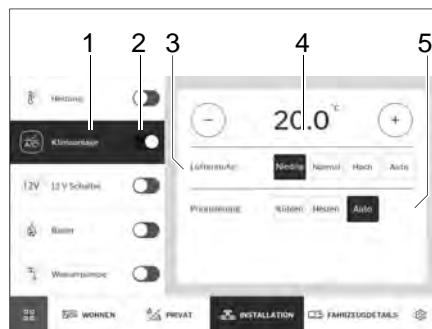 1 2 3 4 5
Heizung
Klimaanlage
A/C
12V 12 V Schalter
Boiler
Wasserpumpe
− 20.0 °C +
Lüfterstufe: Niedrig Normal Hoch Auto
Priorisierung: Kühlen Heizen Auto
WOHNEN PRIVAT INSTALLATION FAHRZEUGDETAILS